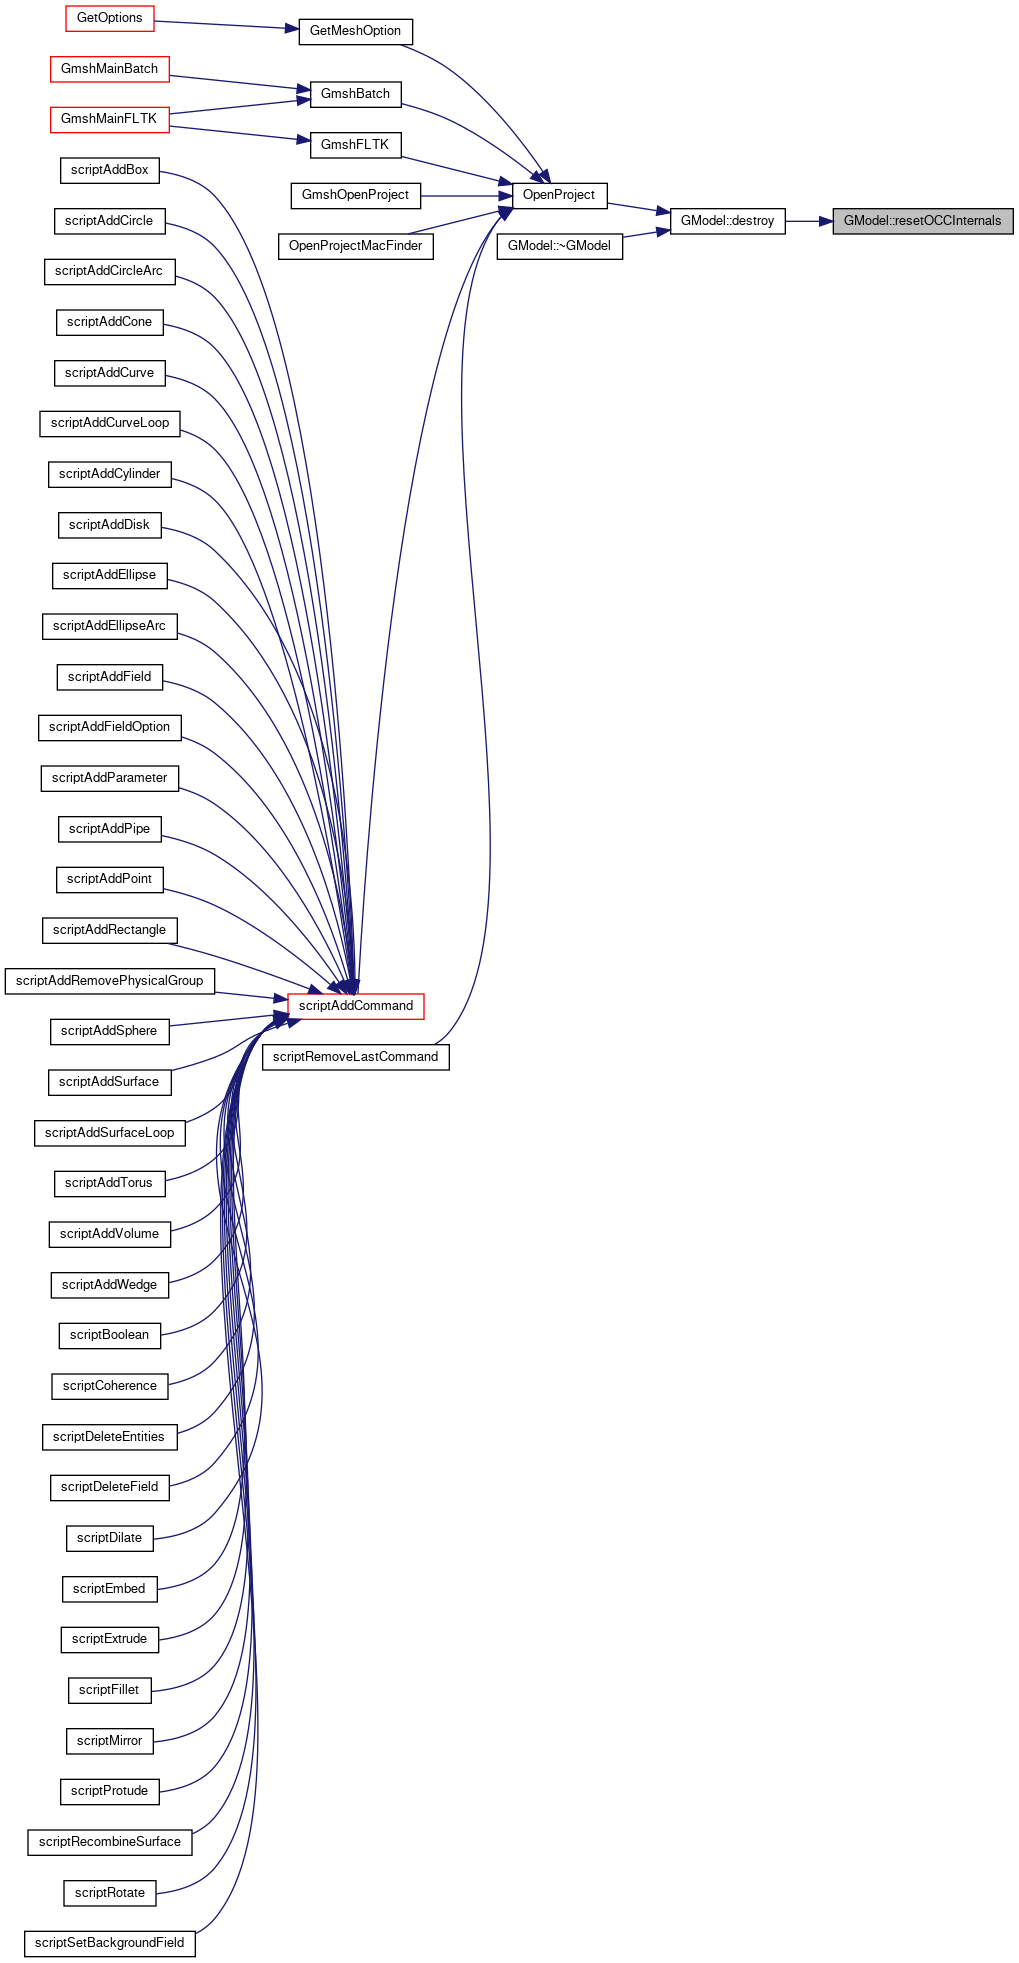 GetOptions
GetMeshOption
GmshMainBatch
GmshBatch
GmshMainFLTK
GmshFLTK
scriptAddBox
GmshOpenProject
OpenProject
scriptAddCircle
OpenProjectMacFinder
GModel::~GModel
GModel::destroy
GModel::resetOCCInternals
scriptAddCircleArc
scriptAddCone
scriptAddCurve
scriptAddCurveLoop
scriptAddCylinder
scriptAddDisk
scriptAddEllipse
scriptAddEllipseArc
scriptAddField
scriptAddFieldOption
scriptAddParameter
scriptAddPipe
scriptAddPoint
scriptAddRectangle
scriptAddRemovePhysicalGroup
scriptAddCommand
scriptAddSphere
scriptRemoveLastCommand
scriptAddSurface
scriptAddSurfaceLoop
scriptAddTorus
scriptAddVolume
scriptAddWedge
scriptBoolean
scriptCoherence
scriptDeleteEntities
scriptDeleteField
scriptDilate
scriptEmbed
scriptExtrude
scriptFillet
scriptMirror
scriptProtude
scriptRecombineSurface
scriptRotate
scriptSetBackgroundField